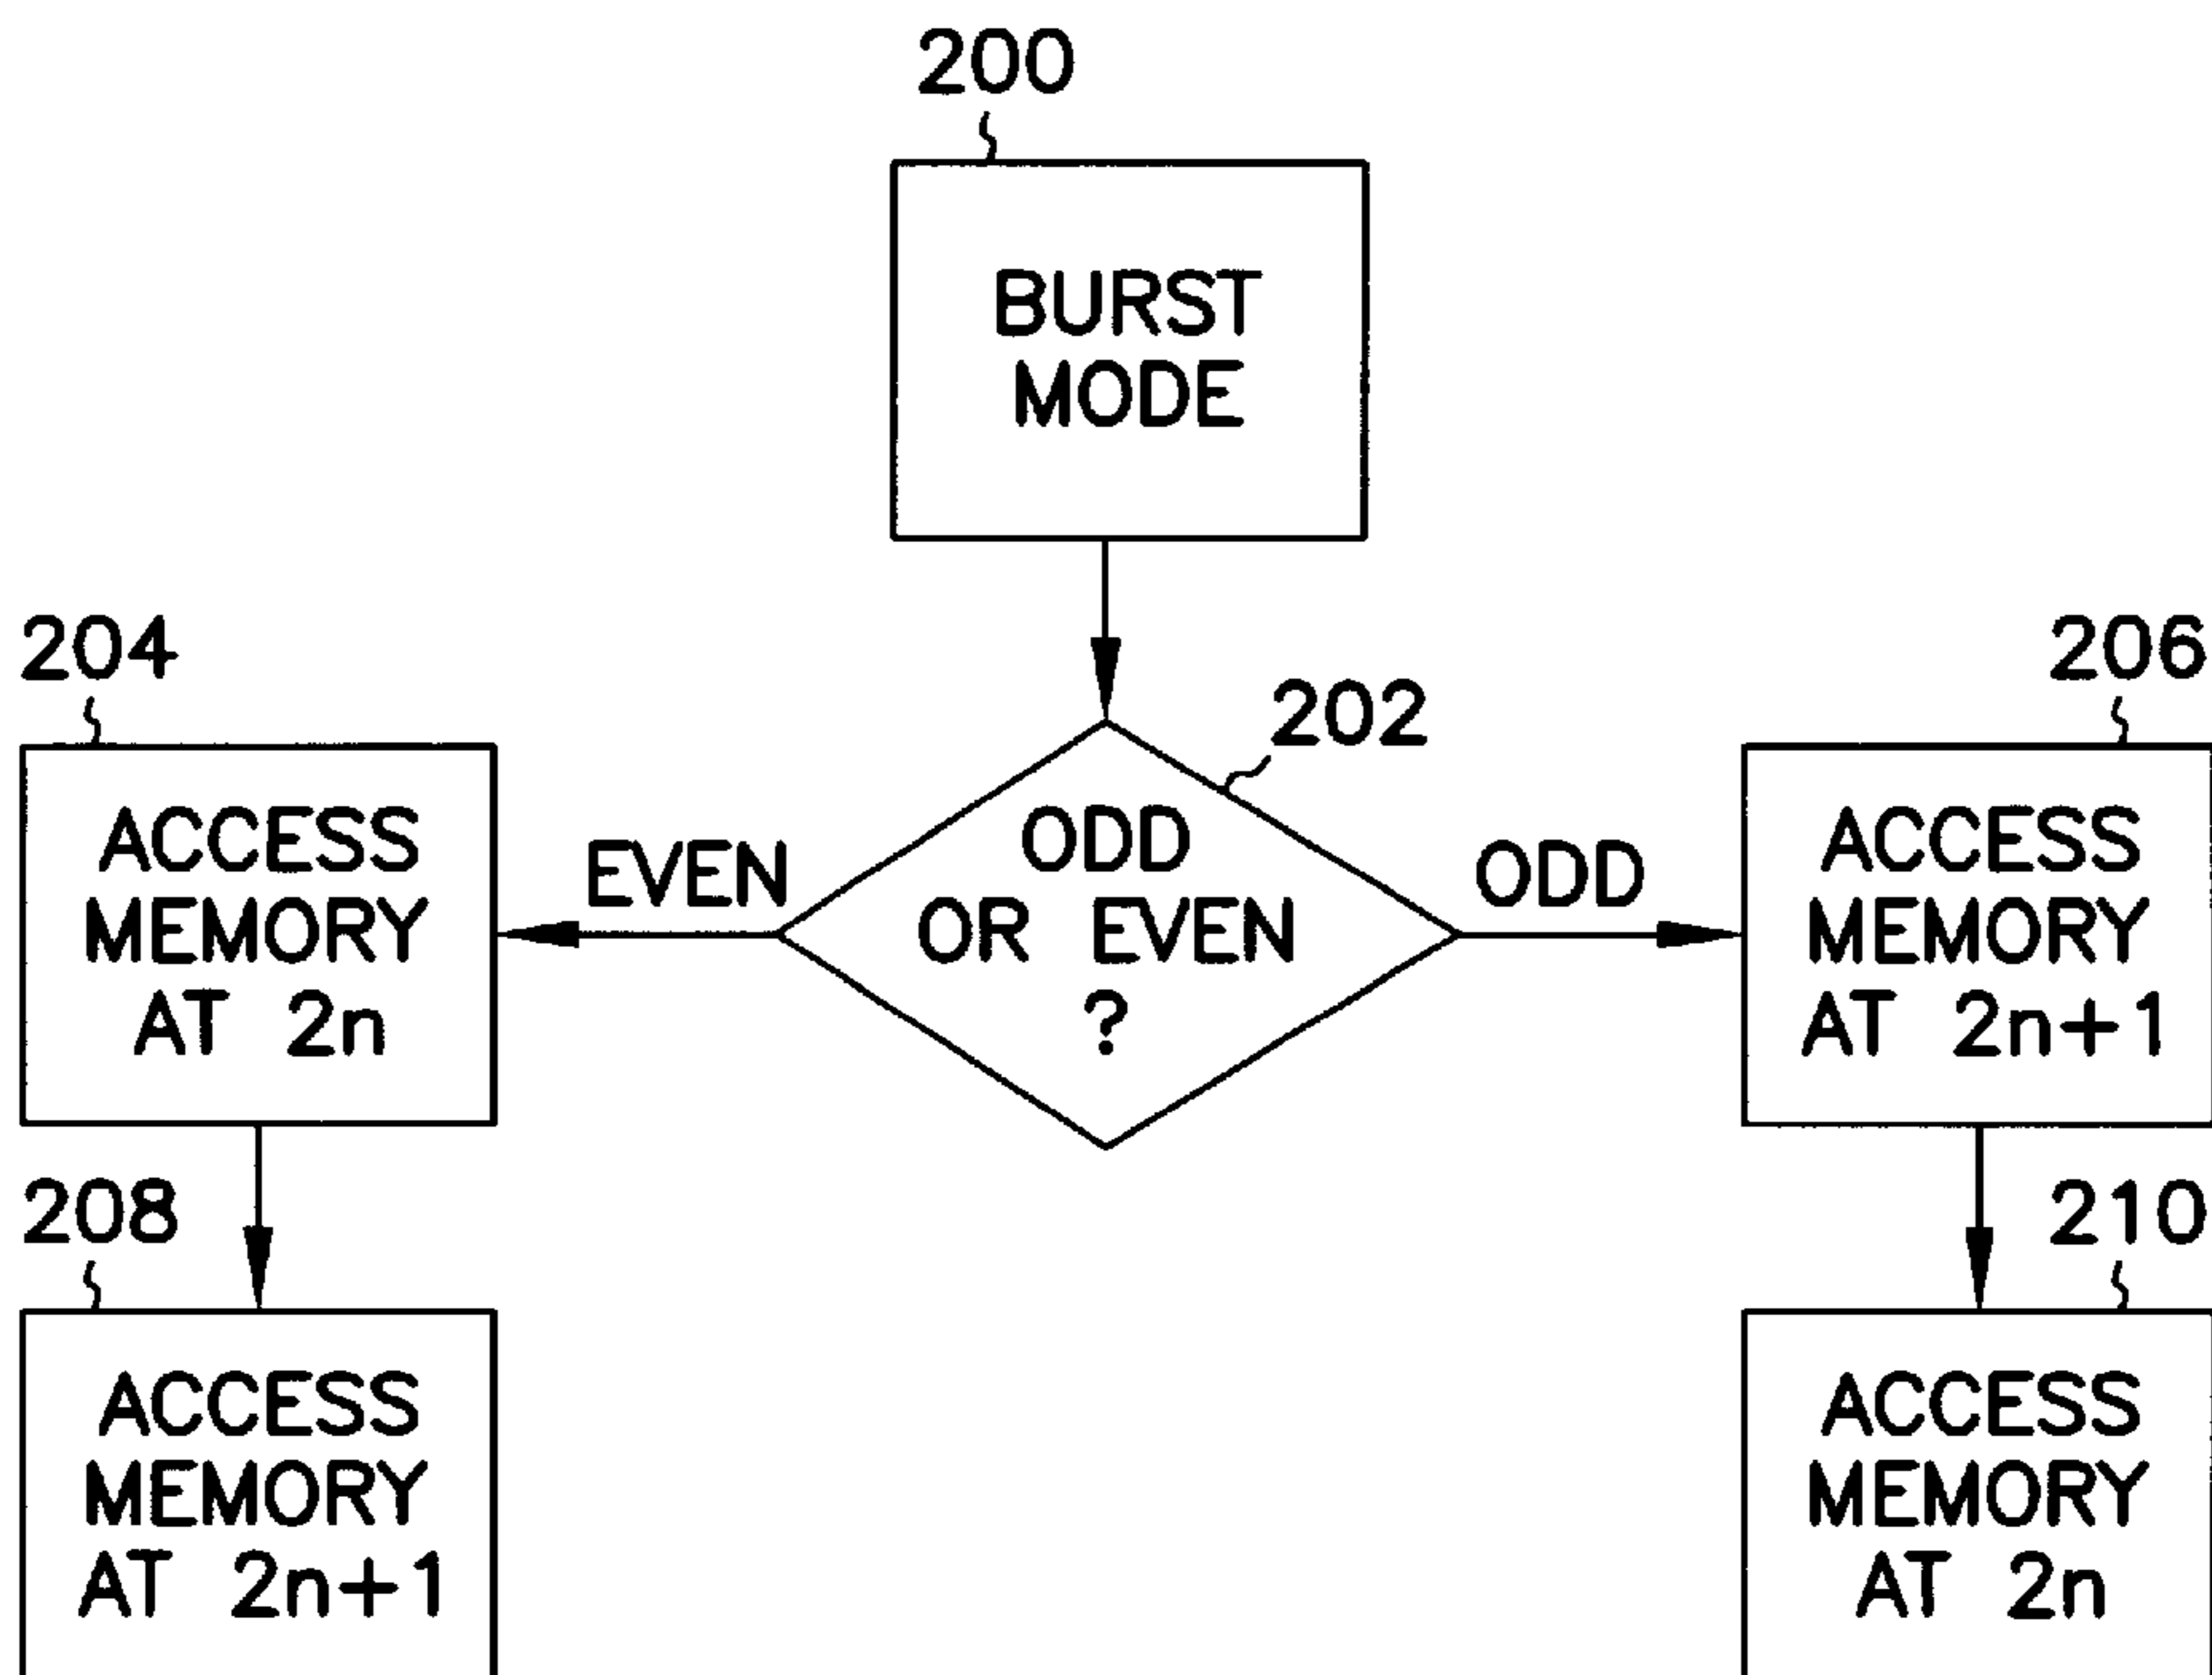 200
BURST
MODE
204
206
202
ACCESS
MEMORY
AT 2n
EVEN
ODD
OR EVEN
?
ODD
ACCESS
MEMORY
AT 2n+1
208
210
ACCESS
MEMORY
AT 2n+1
ACCESS
MEMORY
AT 2n